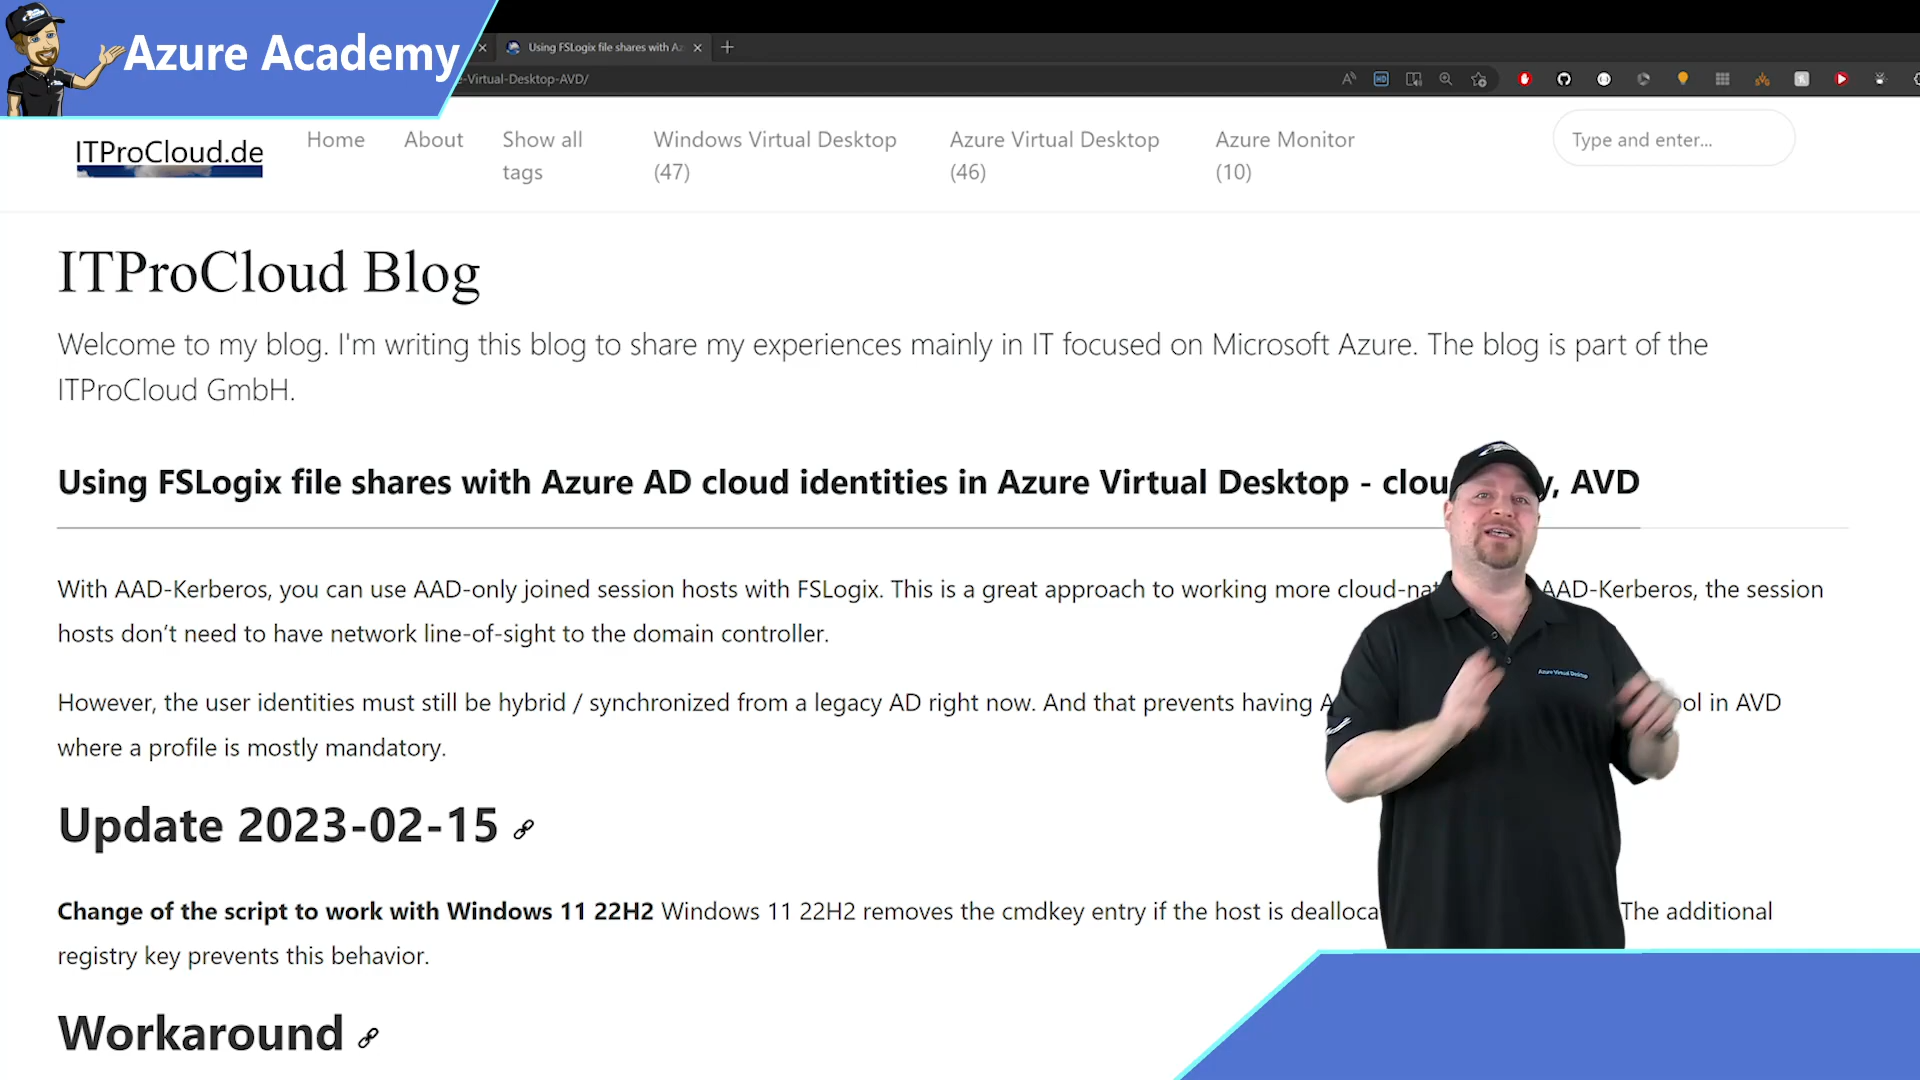 Azure Academy
Using FSLogix file shares with Az
-Virtual-Desktop-AVD/
ITProCloud.de
Home
About
Show all
tags
Windows Virtual Desktop
(47)
Azure Virtual Desktop
(46)
Azure Monitor
(10)
Type and enter...
ITProCloud Blog
Welcome to my blog. I'm writing this blog to share my experiences mainly in IT focused on Microsoft Azure. The blog is part of the
ITProCloud GmbH.
Using FSLogix file shares with Azure AD cloud identities in Azure Virtual Desktop - clou y, AVD
With AAD-Kerberos, you can use AAD-only joined session hosts with FSLogix. This is a great approach to working more cloud-na AAD-Kerberos, the session
hosts don’t need to have network line-of-sight to the domain controller.
However, the user identities must still be hybrid / synchronized from a legacy AD right now. And that prevents having A ol in AVD
where a profile is mostly mandatory.
Azure Virtual Desktop
Update 2023-02-15
Change of the script to work with Windows 11 22H2 Windows 11 22H2 removes the cmdkey entry if the host is dealloca The additional
registry key prevents this behavior.
Workaround